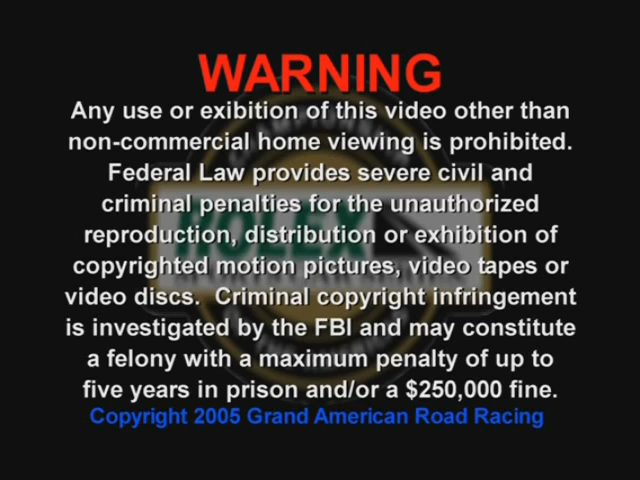 WARNING
Any use or exibition of this video other than
non-commercial home viewing is prohibited.
Federal Law provides severe civil and
criminal penalties for the unauthorized
reproduction, distribution or exhibition of
copyrighted motion pictures, video tapes or
video discs.  Criminal copyright infringement
is investigated by the FBI and may constitute
a felony with a maximum penalty of up to
five years in prison and/or a $250,000 fine.
Copyright 2005 Grand American Road Racing
ROLEX